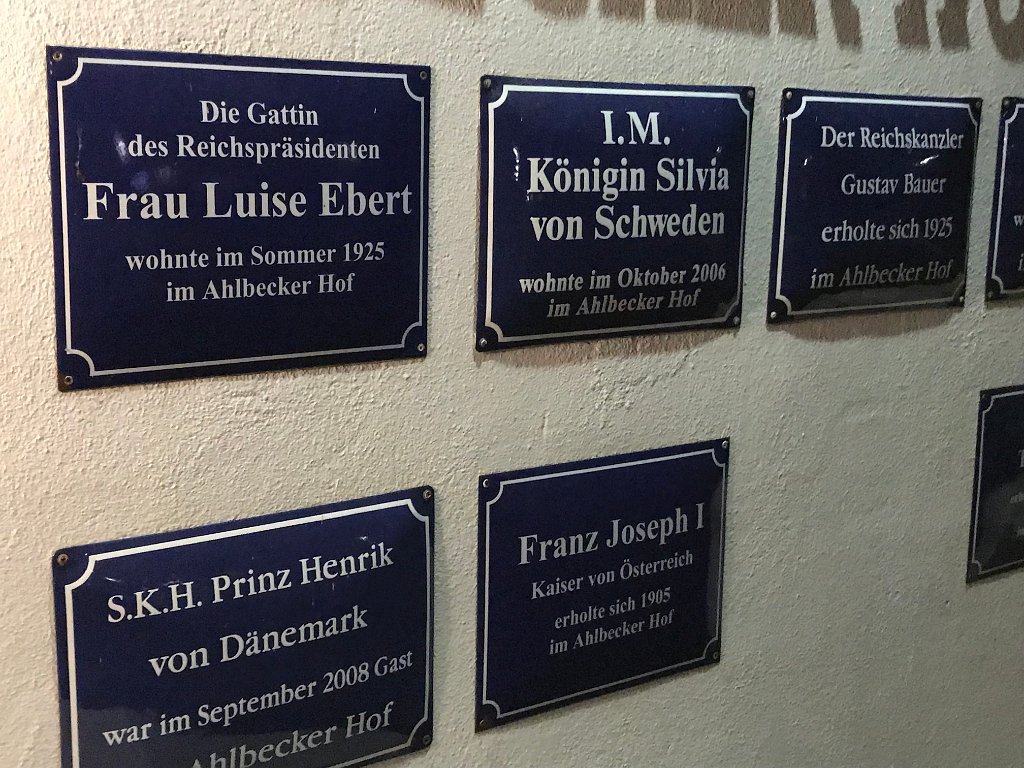 Die Gattin
des Reichspräsidenten
Frau Luise Ebert
wohnte im Sommer 1925
im Ahlbecker Hof
I.M.
Königin Silvia
von Schweden
wohnte im Oktober 2006
im Ahlbecker Hof
Der Reichskanzler
Gustav Bauer
erholte sich 1925
im Ahlbecker Hof
S.K.H. Prinz Henrik
von Dänemark
war im September 2008 Gast
Ahlbecker Hof
Franz Joseph I
Kaiser von Österreich
erholte sich 1905
im Ahlbecker Hof